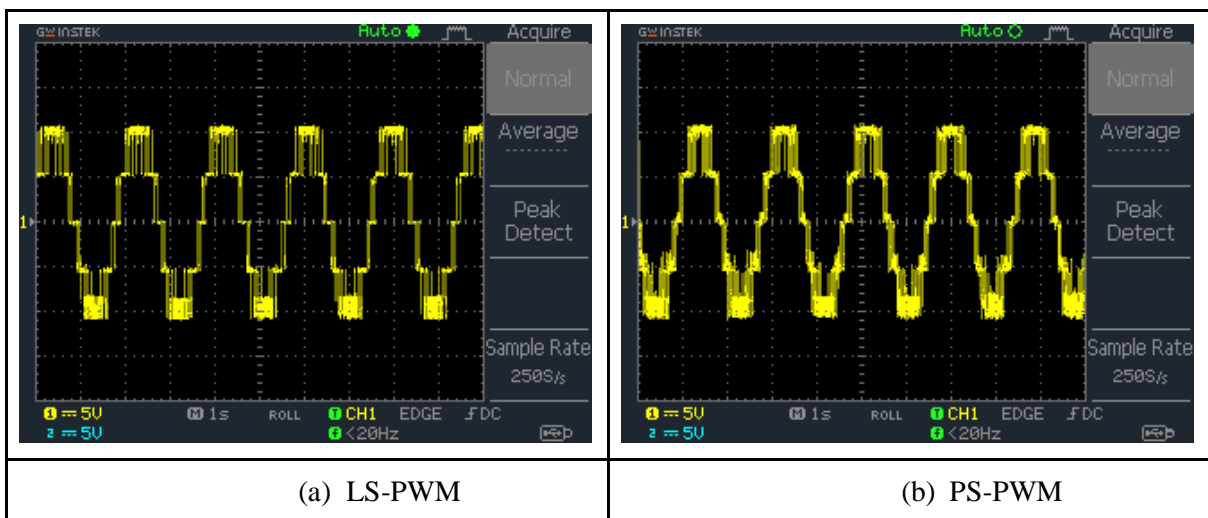 GWINSTEK
Auto
Acquire
Normal
Average
Peak
Detect
Sample Rate
250S/s
1
1 5V
M 1s
ROLL
T CH1
EDGE
DC
2 5V
f <20Hz
GWINSTEK
Auto
Acquire
Normal
Average
Peak
Detect
Sample Rate
250S/s
1
1 5V
M 1s
ROLL
T CH1
EDGE
DC
2 5V
f <20Hz
(a) LS-PWM
(b) PS-PWM